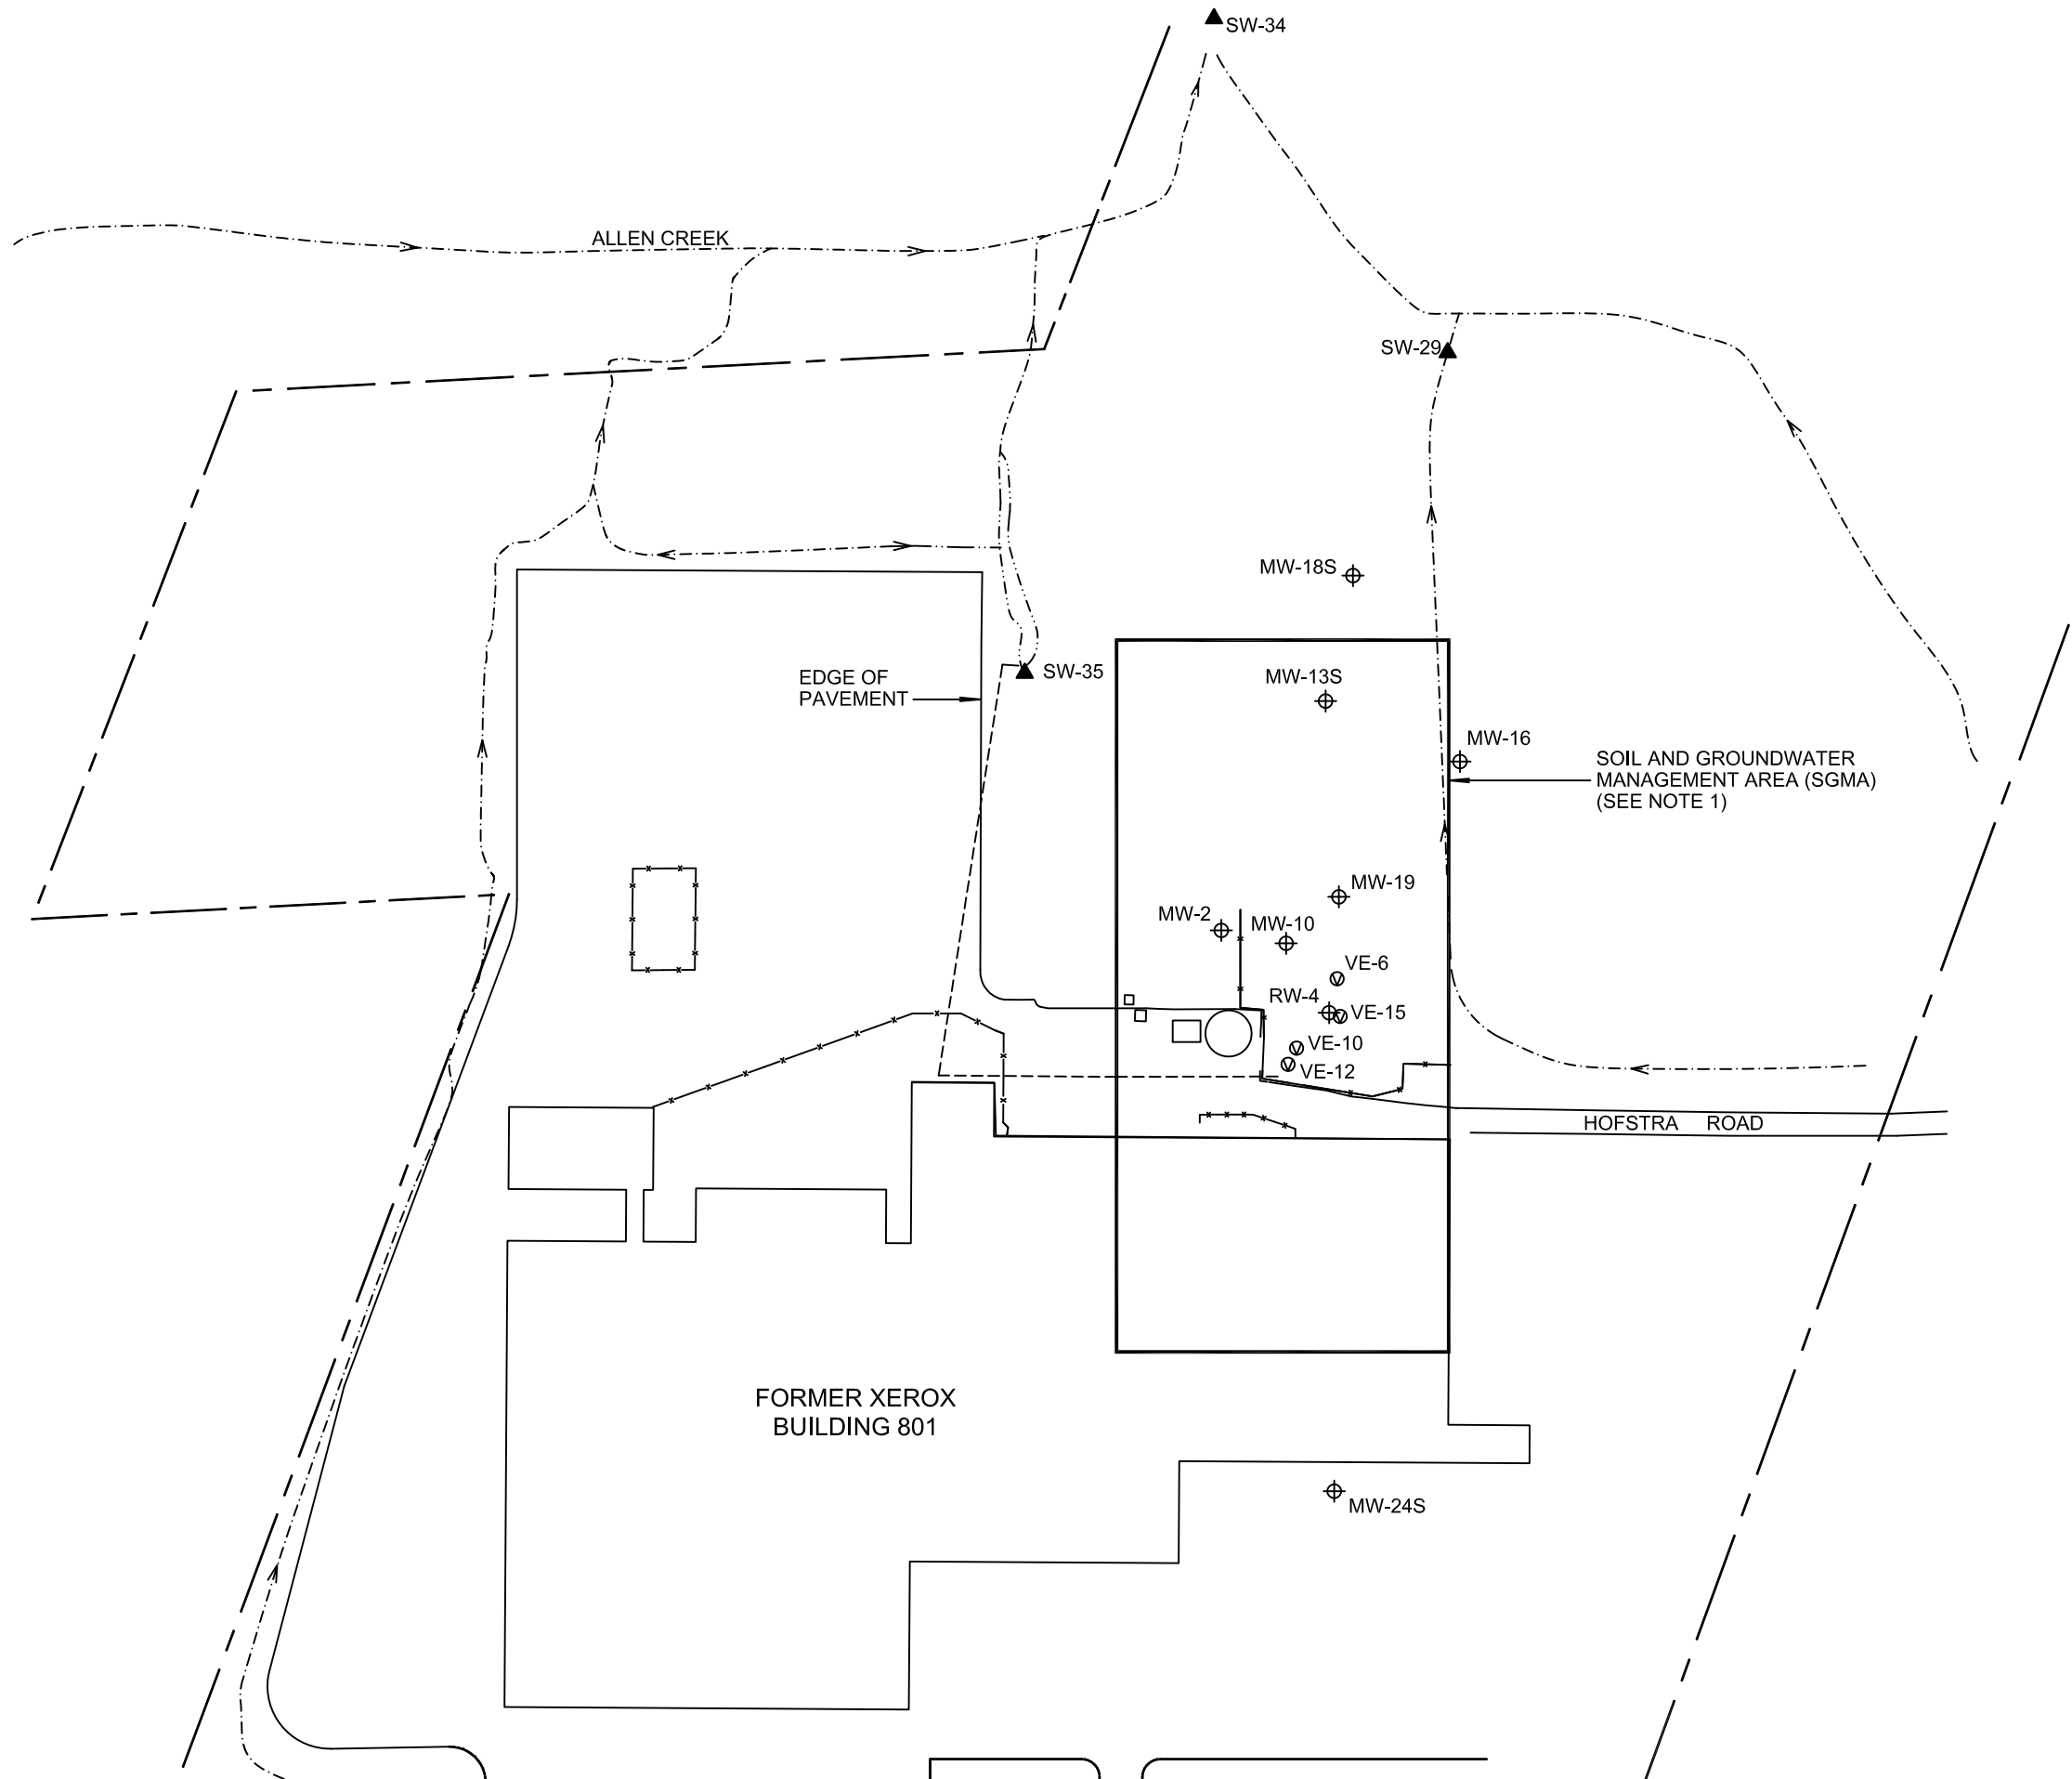 SW-34
ALLEN CREEK
SW-29
MW-18S
SW-35
EDGE OF
PAVEMENT
MW-13S
MW-16
SOIL AND GROUNDWATER
MANAGEMENT AREA (SGMA)
(SEE NOTE 1)
MW-19
MW-2
MW-10
VE-6
RW-4
VE-15
VE-10
VE-12
HOFSTRA ROAD
FORMER XEROX
BUILDING 801
MW-24S